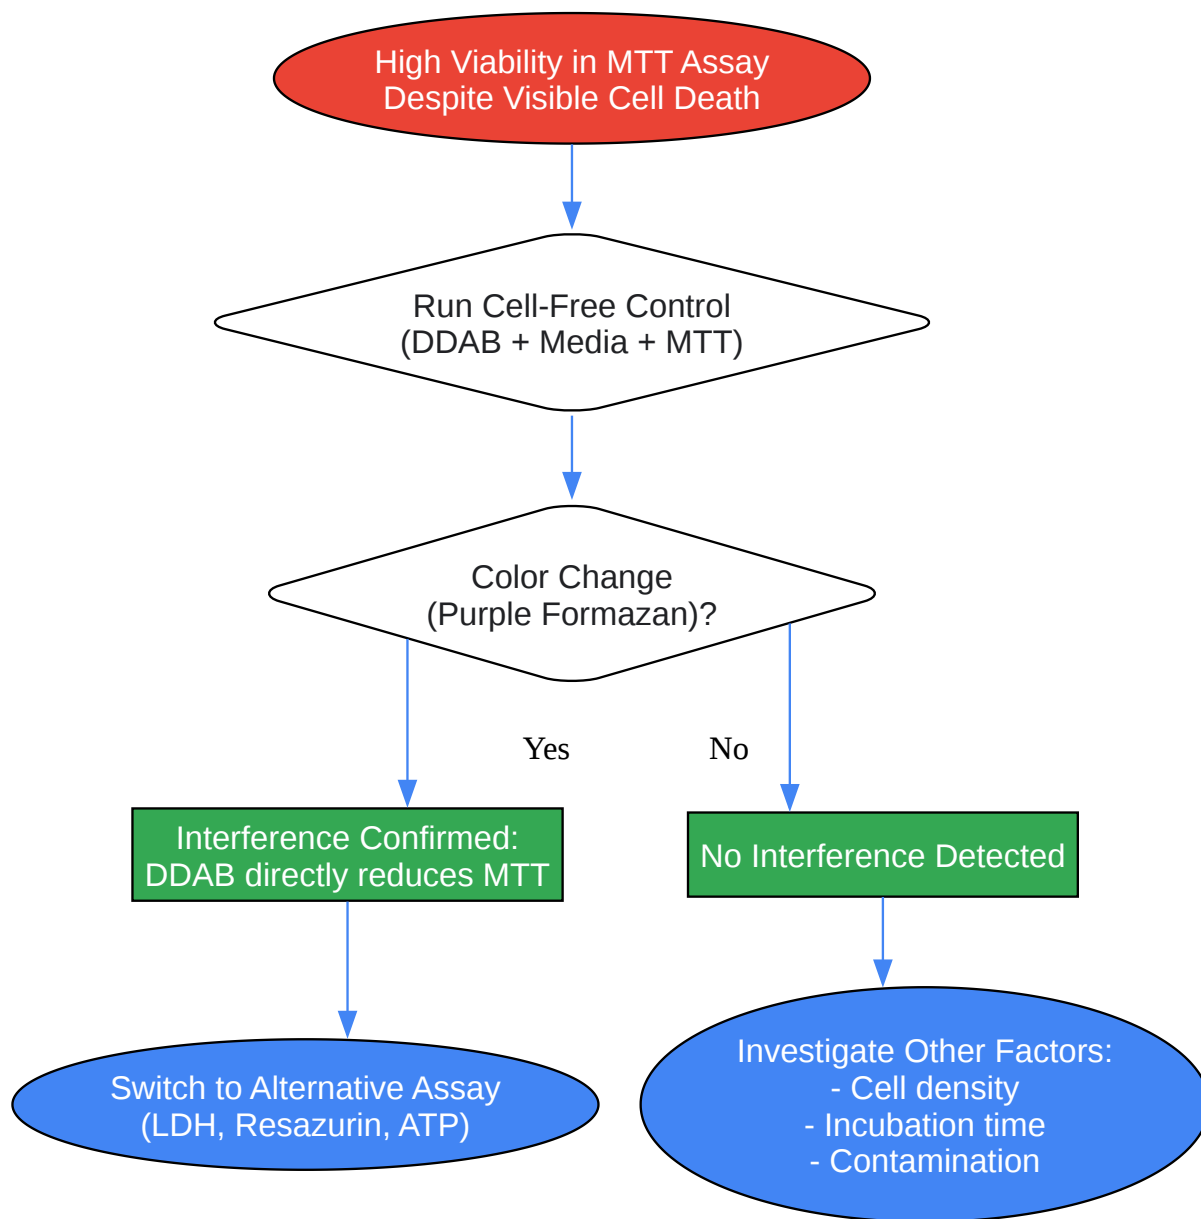 High Viability in MTT Assay
Despite Visible Cell Death
Run Cell-Free Control
(DDAB + Media + MTT)
Color Change
(Purple Formazan)?
Yes
No
Interference Confirmed:
DDAB directly reduces MTT
No Interference Detected
Switch to Alternative Assay
(LDH, Resazurin, ATP)
Investigate Other Factors:
- Cell density
- Incubation time
- Contamination